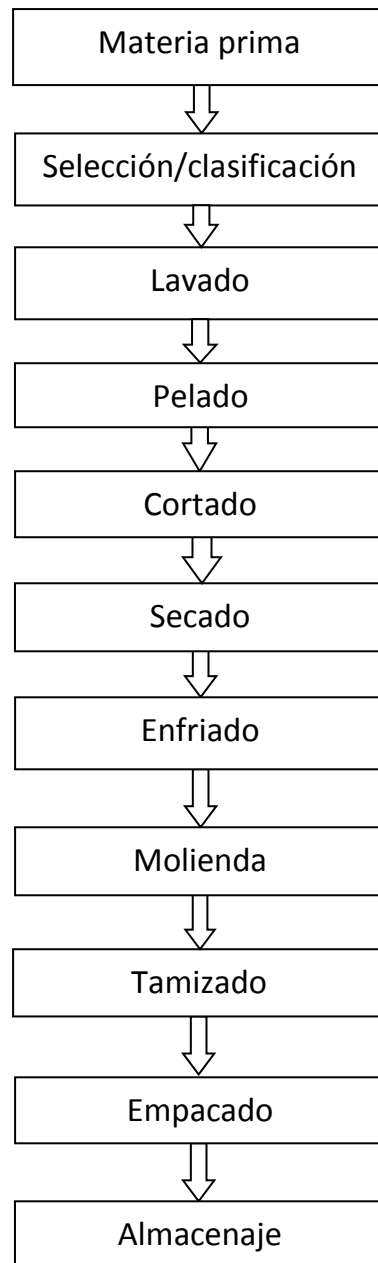 Materia prima
Selección/clasificación
Lavado
Pelado
Cortado
Secado
Enfriado
Molienda
Tamizado
Empacado
Almacenaje